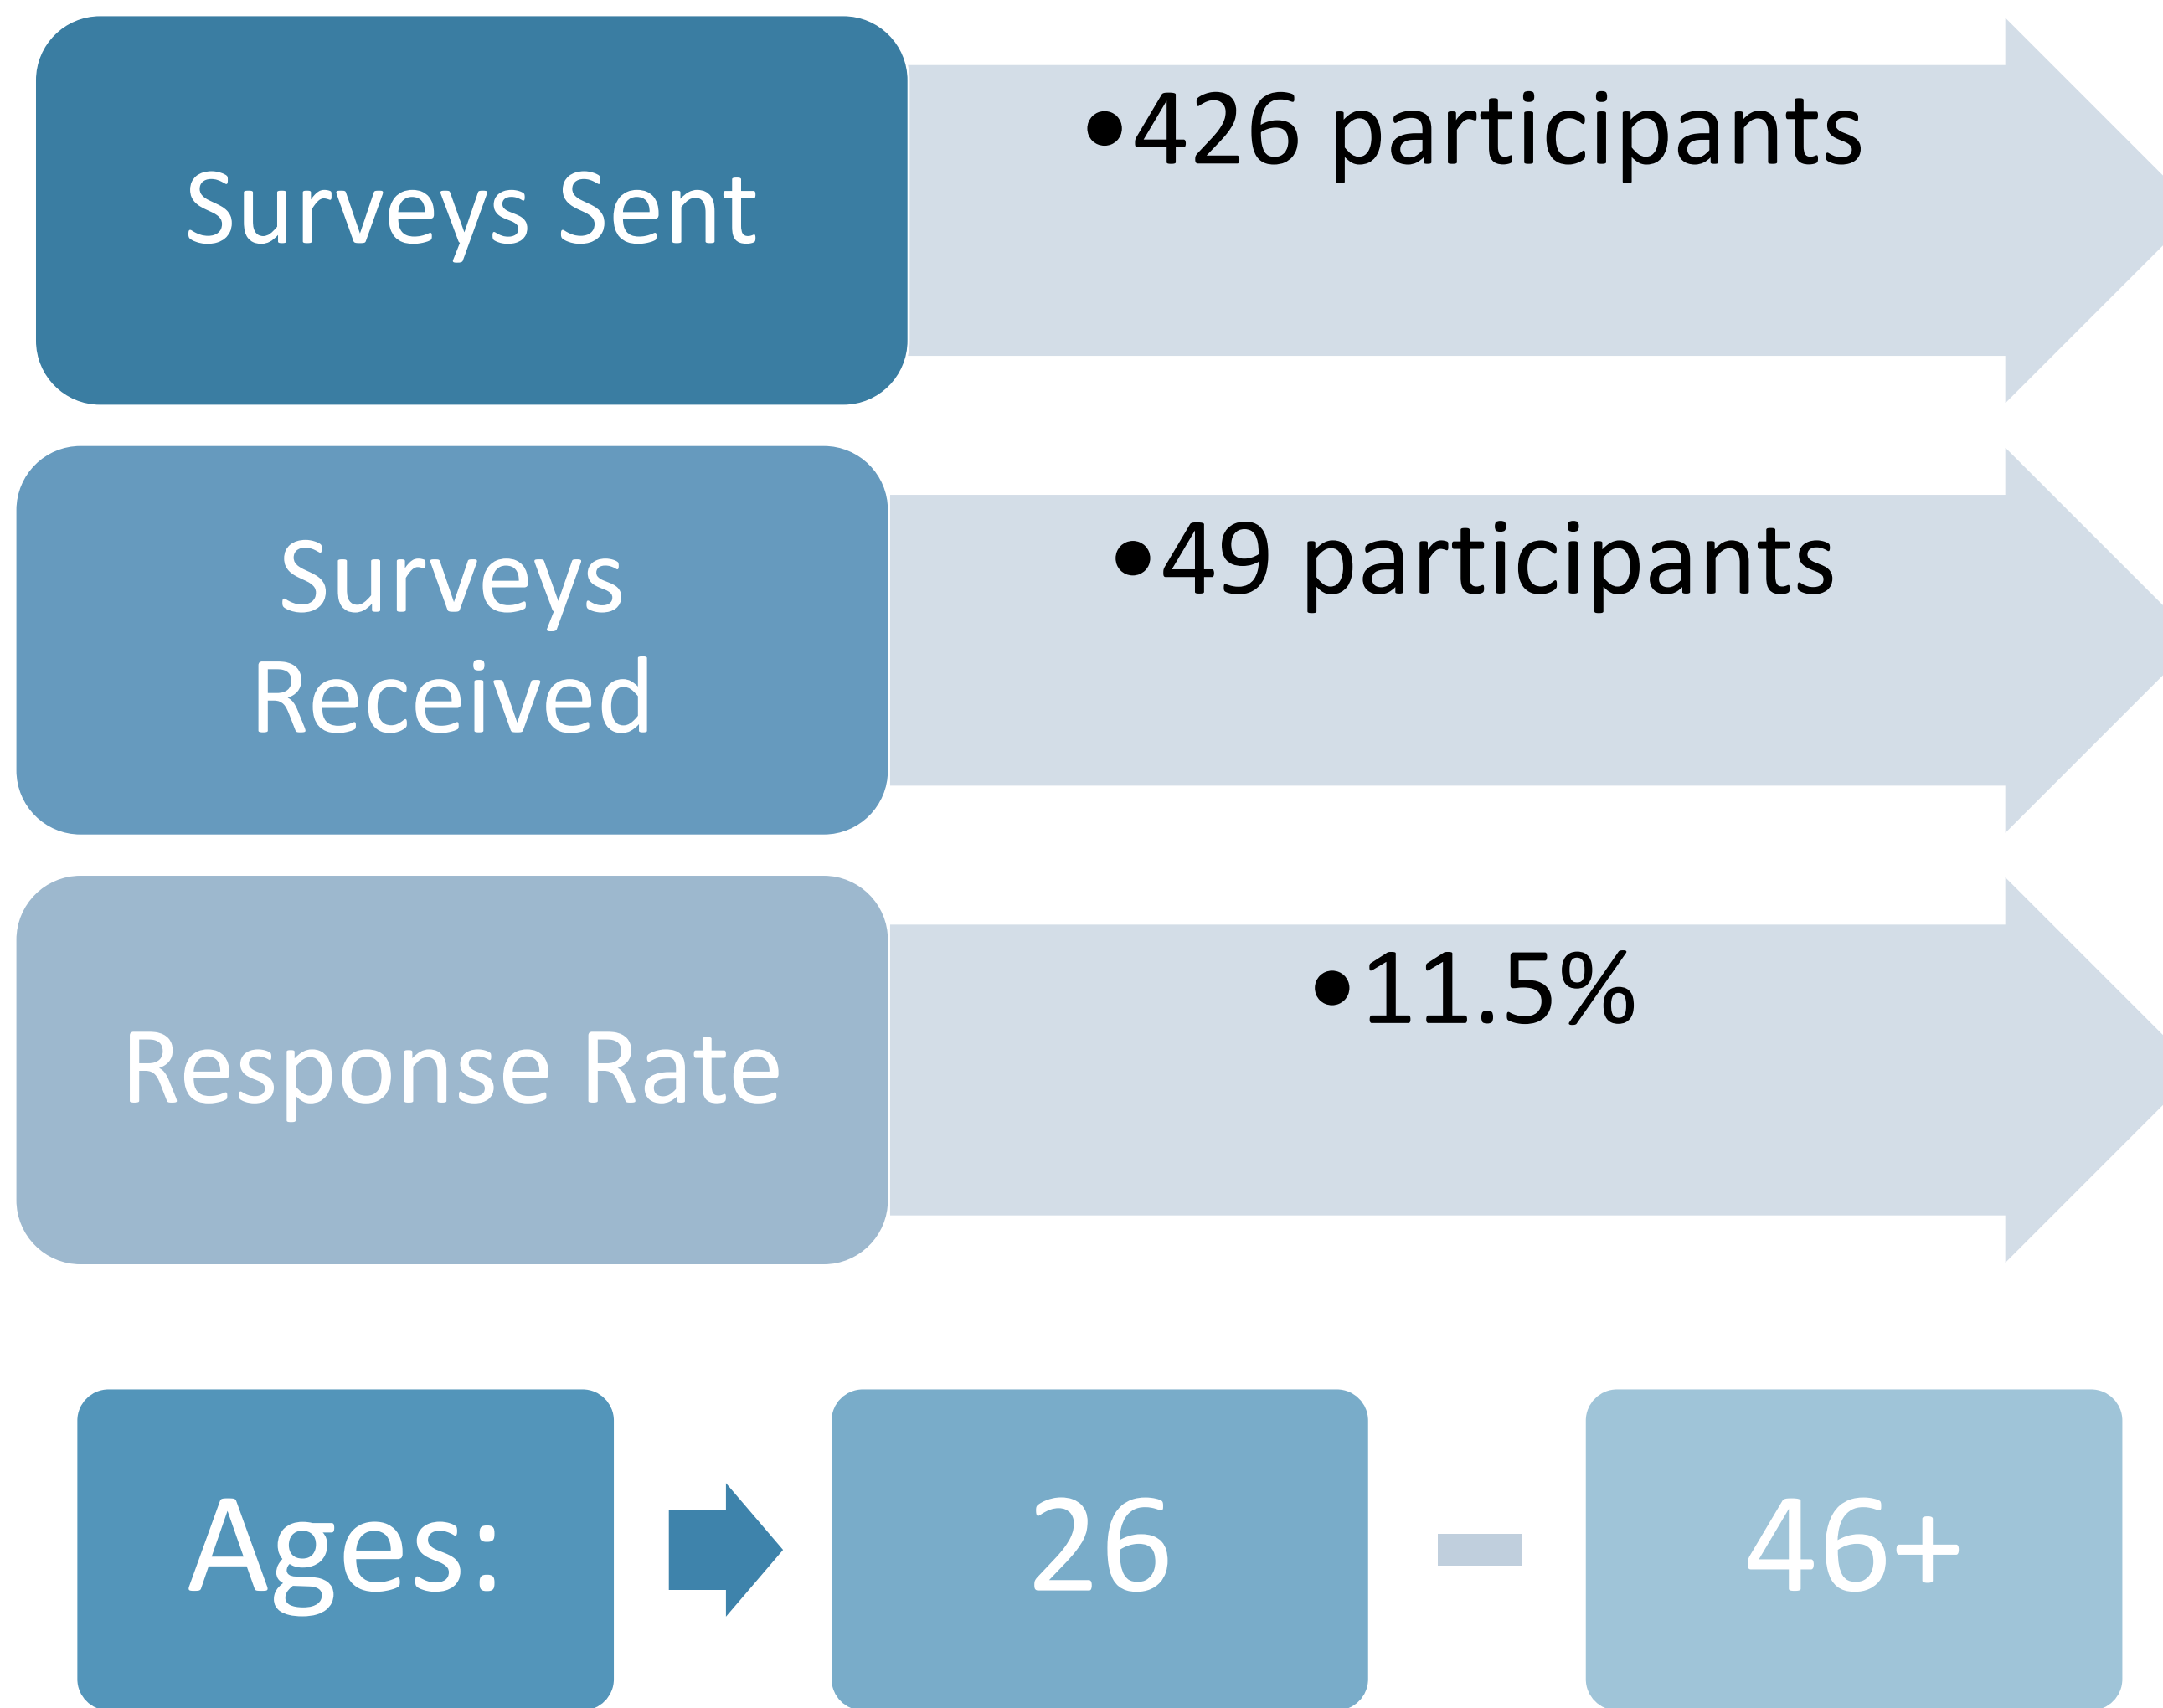 Surveys Sent
•426 participants
Surveys
Received
•49 participants
Response Rate
•11.5%
Ages:
26
46+